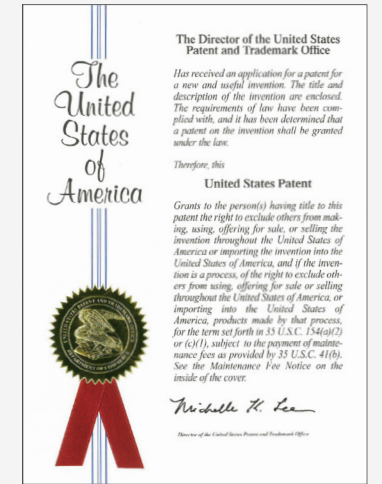 The
United
States
of
America
The Director of the United States
Patent and Trademark Office
Has received an application for a patent for
a new and useful invention. The title and
description of the invention are enclosed.
The requirements of law have been com-
plied with, and it has been determined that
a patent on the invention shall be granted
under the law.
Therefore, this
United States Patent
Grants to the person(s) having title to this
patent the right to exclude others from mak-
ing, using, offering for sale, or selling the
invention throughout the United States of
America or importing the invention into the
United States of America, and if the inven-
tion is a process, of the right to exclude oth-
ers from using, offering for sale or selling
throughout the United States of America, or
importing into the United States of
America, products made by that process,
for the term set forth in 35 U.S.C. 154(a)(2)
or (c)(1), subject to the payment of mainte-
nance fees as provided by 35 U.S.C. 41(b).
See the Maintenance Fee Notice on the
inside of the cover.
Michelle K. Lee
Director of the United States Patent and Trademark Office